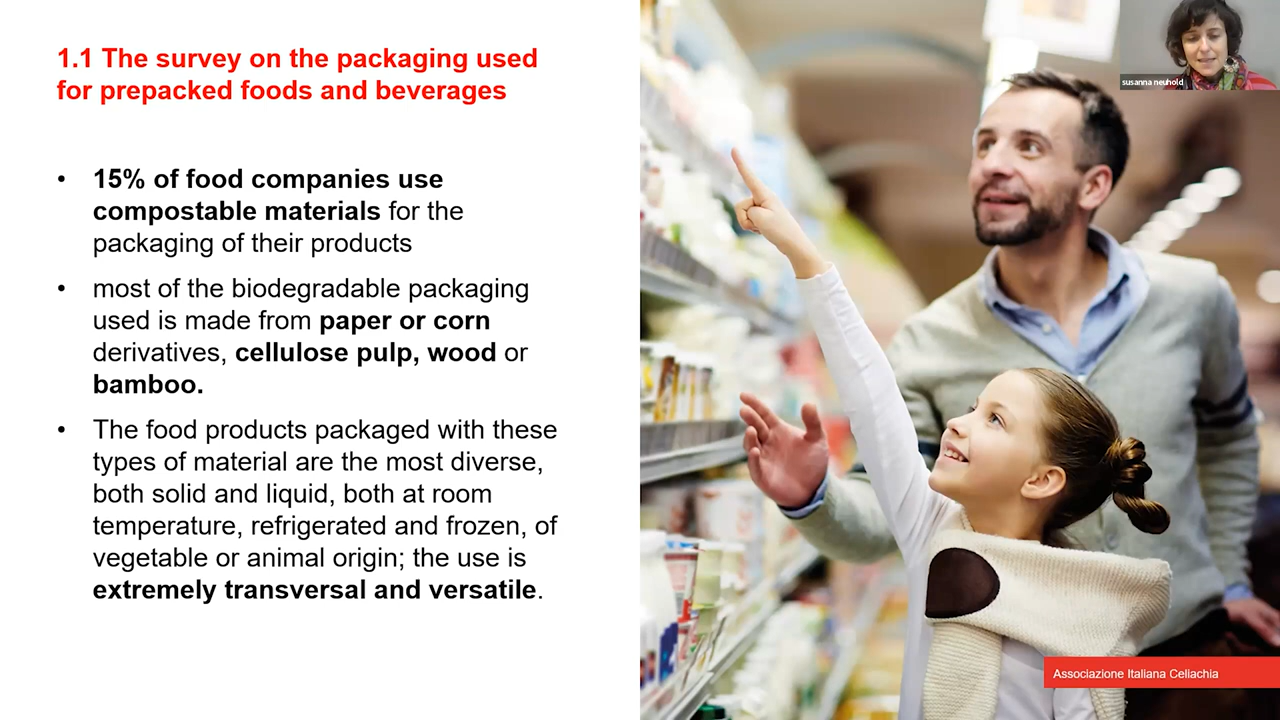 1.1 The survey on the packaging used
for prepacked foods and beverages
• 15% of food companies use
compostable materials for the
packaging of their products
• most of the biodegradable packaging
used is made from paper or corn
derivatives, cellulose pulp, wood or
bamboo.
• The food products packaged with these
types of material are the most diverse,
both solid and liquid, both at room
temperature, refrigerated and frozen, of
vegetable or animal origin; the use is
extremely transversal and versatile.
susanna neuhold
Associazione Italiana Celiachia